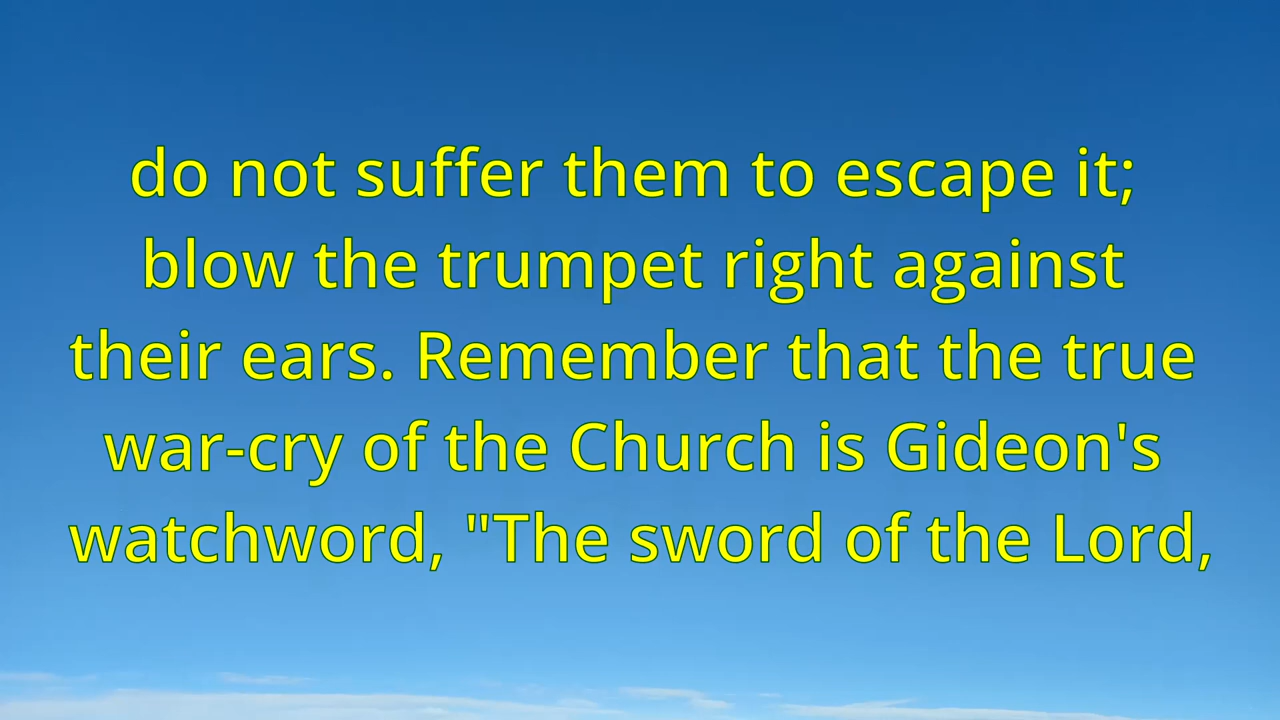 do not suffer them to escape it;
blow the trumpet right against
their ears. Remember that the true
war-cry of the Church is Gideon's
watchword, "The sword of the Lord,